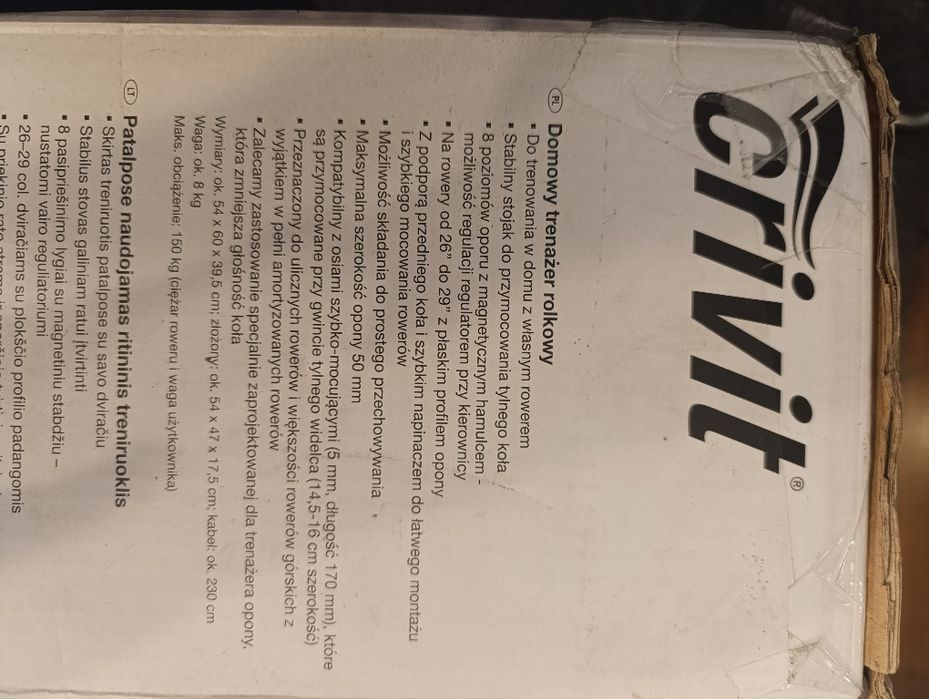 crivit®
PL Domowy trenażer rolkowy
▪ Do trenowania w domu z własnym rowerem
▪ Stabilny stojak do przymocowania tylnego koła
▪ 8 poziomów oporu z magnetycznym hamulcem -
możliwość regulacji regulatorem przy kierownicy
▪ Na rowery od 26” do 29” z płaskim profilem opony
▪ Z podporą przedniego koła i szybkim napinaczem do łatwego montażu
i szybkiego mocowania rowerów
▪ Możliwość składania do prostego przechowywania
▪ Maksymalna szerokość opony 50 mm
▪ Kompatybilny z osiami szybko-mocującymi (5 mm, długość 170 mm), które
są przymocowane przy gwincie tylnego widelca (14,5-16 cm szerokość)
▪ Przeznaczony do ulicznych rowerów i większości rowerów górskich z
wyjątkiem w pełni amortyzowanych rowerów
▪ Zalecamy zastosowanie specjalnie zaprojektowanej dla trenażera opony,
która zmniejsza głośność koła
Wymiary: ok. 54 x 60 x 39,5 cm; złożony: ok. 54 x 47 x 17,5 cm; kabel: ok. 230 cm
Waga: ok. 8 kg
Maks. obciążenie: 150 kg (ciężar roweru i waga użytkownika)
LT Patalpose naudojamas ritininis treniruoklis
▪ Skirtas treniruotis patalpose su savo dviračiu
▪ Stabilus stovas galiniam ratui įtvirtinti
▪ 8 pasipriešinimo lygiai su magnetiniu stabdžiu –
nustatomi vairo reguliatoriumi
▪ 26–29 col. dviračiams su plokščio profilio padangomis
▪ Su priekinio rato